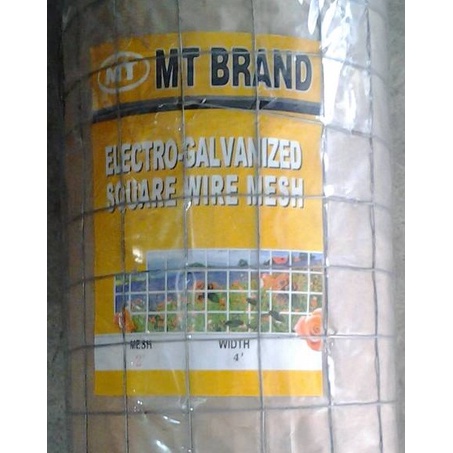 MT MT BRAND
ELECTRO-GALVANIZED
SQUARE WIRE MESH
MESH WIDTH
4'